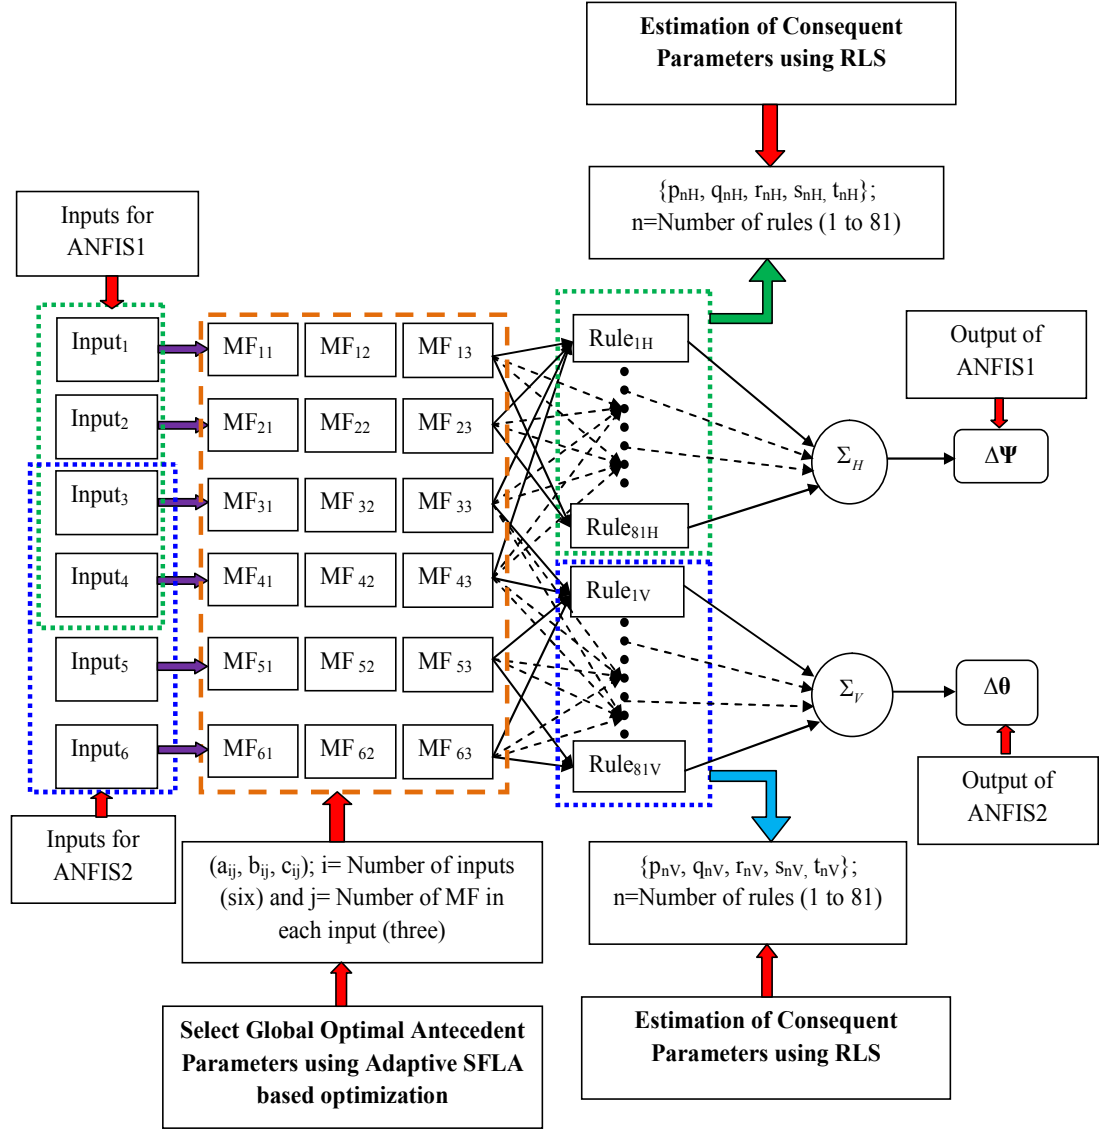 Estimation of Consequent
Parameters using RLS
{pnH, qnH, rnH, snH, tnH};
n=Number of rules (1 to 81)
Inputs for
ANFIS1
Input1
MF11
MF12
MF13
Rule1H
Output of
ANFIS1
Input2
MF21
MF22
MF23
ΣH
ΔΨ
Input3
MF31
MF32
MF33
Rule81H
Input4
MF41
MF42
MF43
Rule1V
Input5
MF51
MF52
MF53
ΣV
Δθ
Input6
MF61
MF62
MF63
Rule81V
Output of
ANFIS2
Inputs for
ANFIS2
(aij, bij, cij); i= Number of inputs
(six) and j= Number of MF in
each input (three)
{pnV, qnV, rnV, snV, tnV};
n=Number of rules (1 to 81)
Select Global Optimal Antecedent
Parameters using Adaptive SFLA
based optimization
Estimation of Consequent
Parameters using RLS